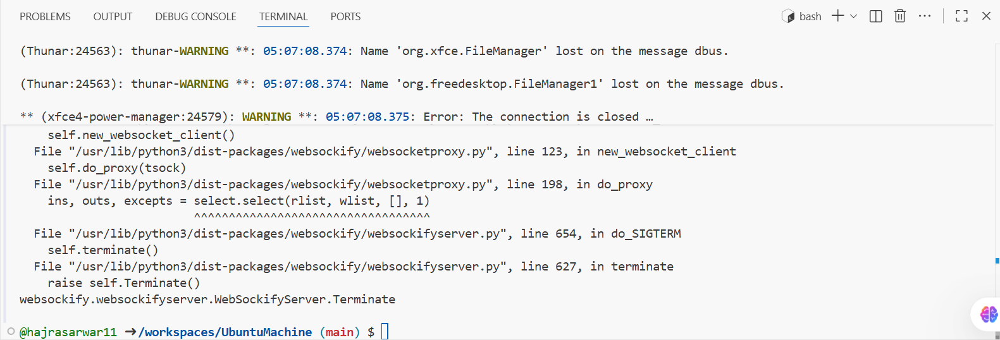 PROBLEMS OUTPUT DEBUG CONSOLE TERMINAL PORTS bash
(Thunar:24563): thunar-WARNING **: 05:07:08.374: Name 'org.xfce.FileManager' lost on the message dbus.
(Thunar:24563): thunar-WARNING **: 05:07:08.374: Name 'org.freedesktop.FileManager1' lost on the message dbus.
** (xfce4-power-manager:24579): WARNING **: 05:07:08.375: Error: The connection is closed …
self.new_websocket_client()
File "/usr/lib/python3/dist-packages/websockify/websocketproxy.py", line 123, in new_websocket_client
self.do_proxy(tsock)
File "/usr/lib/python3/dist-packages/websockify/websocketproxy.py", line 198, in do_proxy
ins, outs, excepts = select.select(rlist, wlist, [], 1)
^^^^^^^^^^^^^^^^^^^^^^^^^^^^^^^^^^
File "/usr/lib/python3/dist-packages/websockify/websockifyserver.py", line 654, in do_SIGTERM
self.terminate()
File "/usr/lib/python3/dist-packages/websockify/websockifyserver.py", line 627, in terminate
raise self.Terminate()
websockify.websockifyserver.WebSockifyServer.Terminate
@hajrasarwar11 ➜/workspaces/UbuntuMachine (main) $